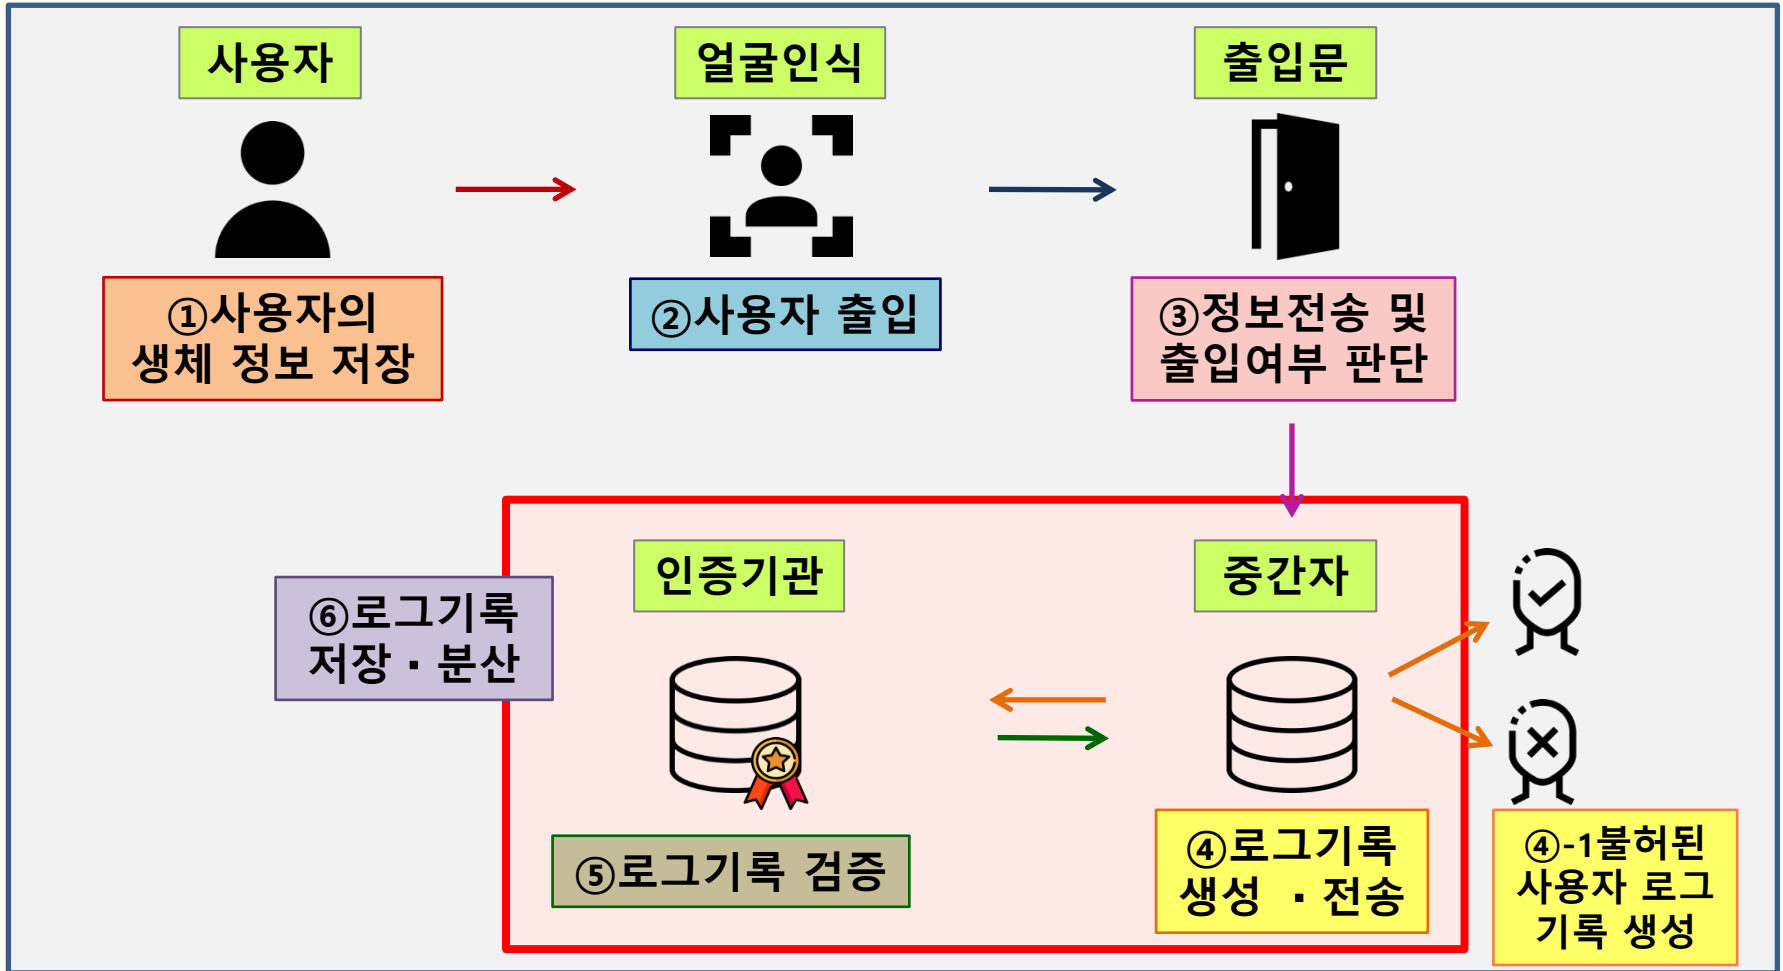 사용자
얼굴인식
출입문
①사용자의
생체 정보 저장
②사용자 출입
③정보전송 및
출입여부 판단
인증기관
중간자
⑥로그기록
저장 · 분산
⑤로그기록 검증
④로그기록
생성 · 전송
④-1불허된
사용자 로그
기록 생성